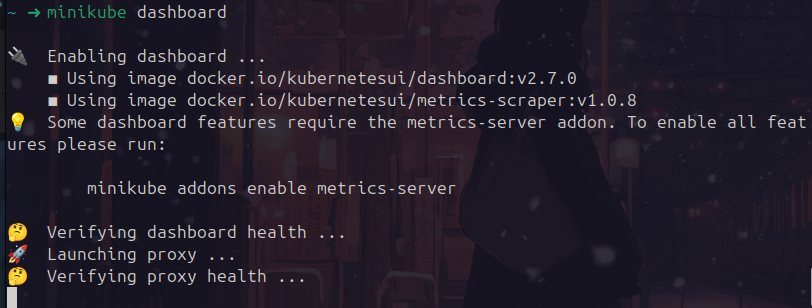 ~ ➜ minikube dashboard
🔌 Enabling dashboard ...
▪ Using image docker.io/kubernetesui/dashboard:v2.7.0
▪ Using image docker.io/kubernetesui/metrics-scraper:v1.0.8
💡 Some dashboard features require the metrics-server addon. To enable all feat
ures please run:
minikube addons enable metrics-server
🤔 Verifying dashboard health ...
🚀 Launching proxy ...
🤔 Verifying proxy health ...